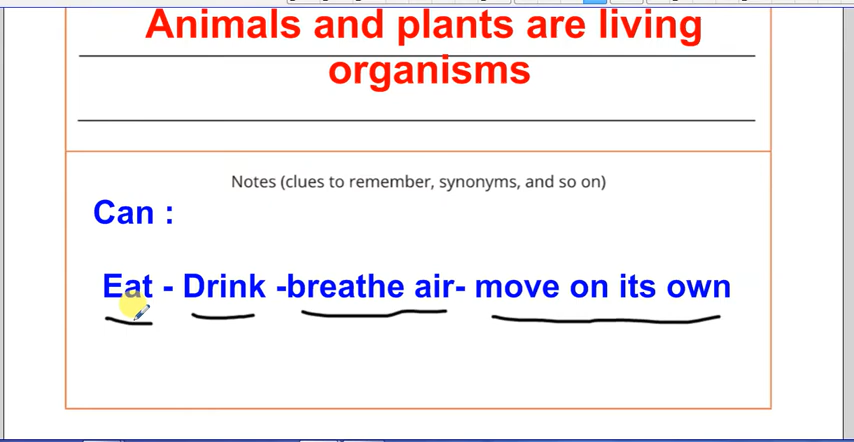 Animals and plants are living
organisms
Notes (clues to remember, synonyms, and so on)
Can :
Eat - Drink -breathe air- move on its own